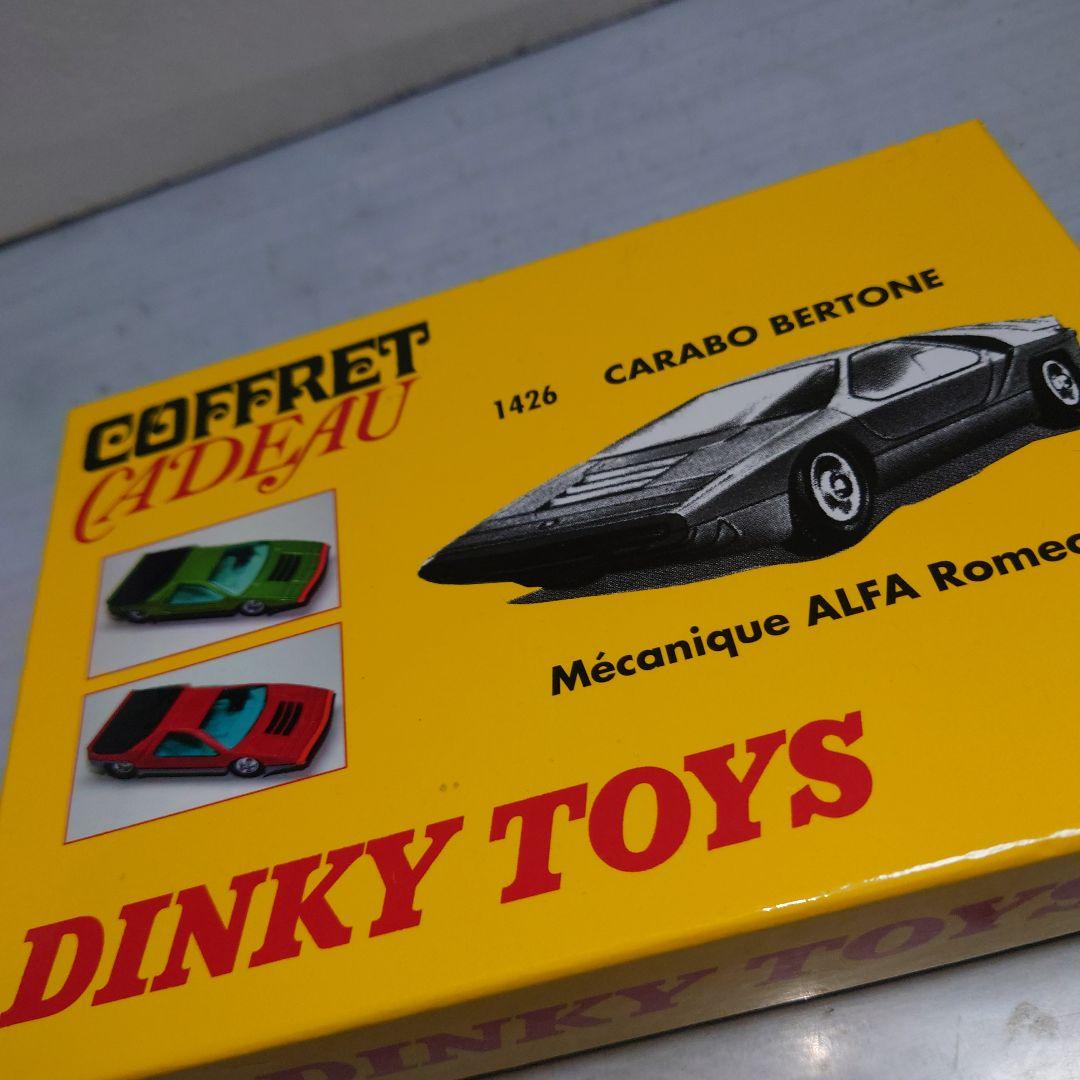 COFFRET
CADEAU
1426
CARABO BERTONE
Mécanique ALFA Romeo
DINKY TOYS
DINKY TOYS